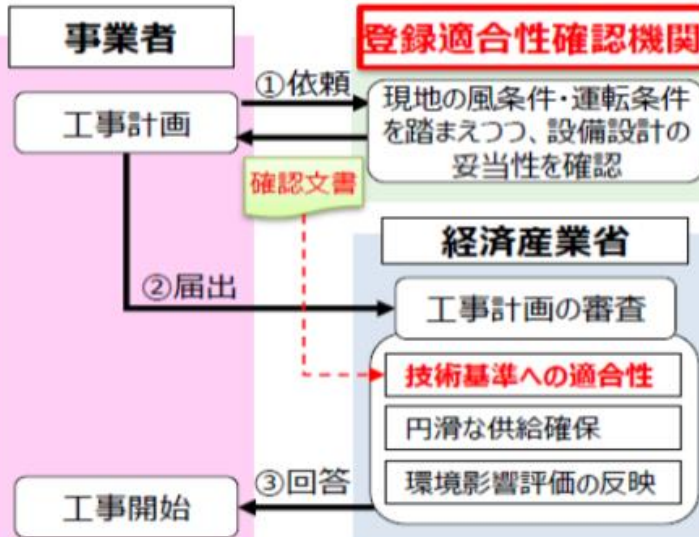 事業者
登録適合性確認機関
①依頼
工事計画
現地の風条件・運転条件
を踏まえつつ、設備設計の
妥当性を確認
確認文書
経済産業省
②届出
工事計画の審査
技術基準への適合性
円滑な供給確保
環境影響評価の反映
③回答
工事開始